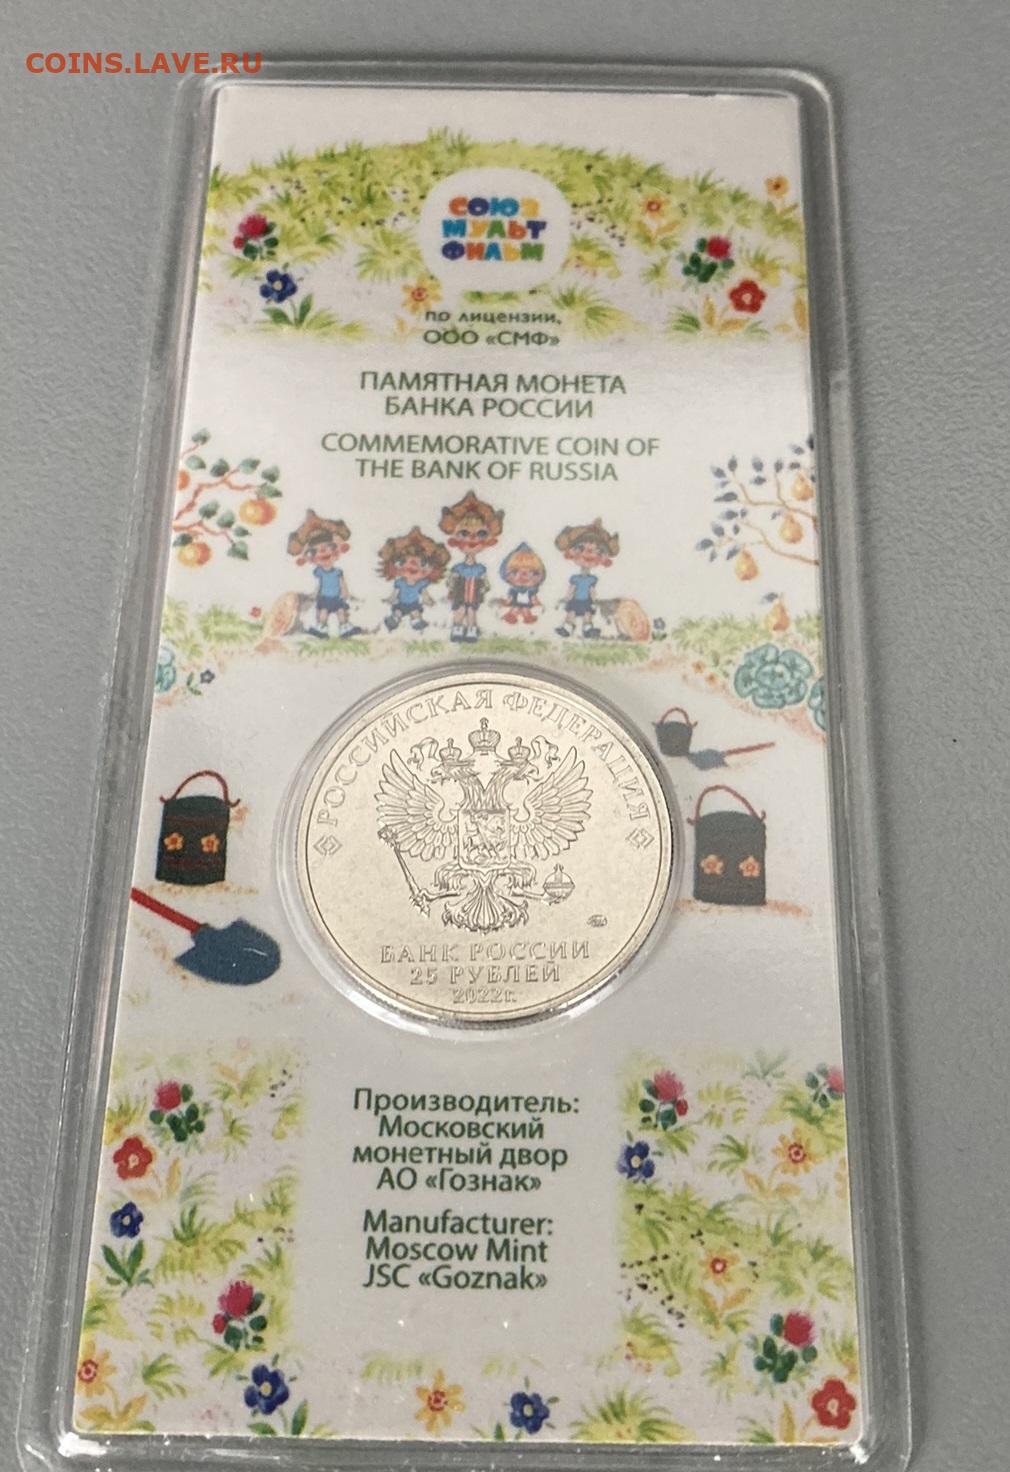 COINS.LAVE.RU
СОЮЗ
МУЛЬТ
ФИЛЬМ
по лицензии,
ООО «СМФ»
ПАМЯТНАЯ МОНЕТА
БАНКА РОССИИ
COMMEMORATIVE COIN OF
THE BANK OF RUSSIA
РОССИЙСКАЯ ФЕДЕРАЦИЯ
БАНК РОССИИ
25 РУБЛЕЙ
2022г.
Производитель:
Московский
монетный двор
АО «Гознак»
Manufacturer:
Moscow Mint
JSC «Goznak»